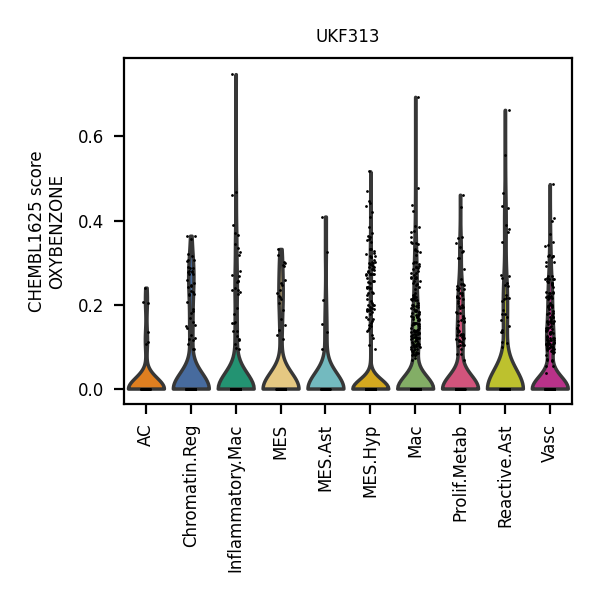 UKF313
CHEMBL1625 score
OXYBENZONE
0.6
0.4
0.2
0.0
AC
Chromatin.Reg
Inflammatory.Mac
MES
MES.Ast
MES.Hyp
Mac
Prolif.Metab
Reactive.Ast
Vasc